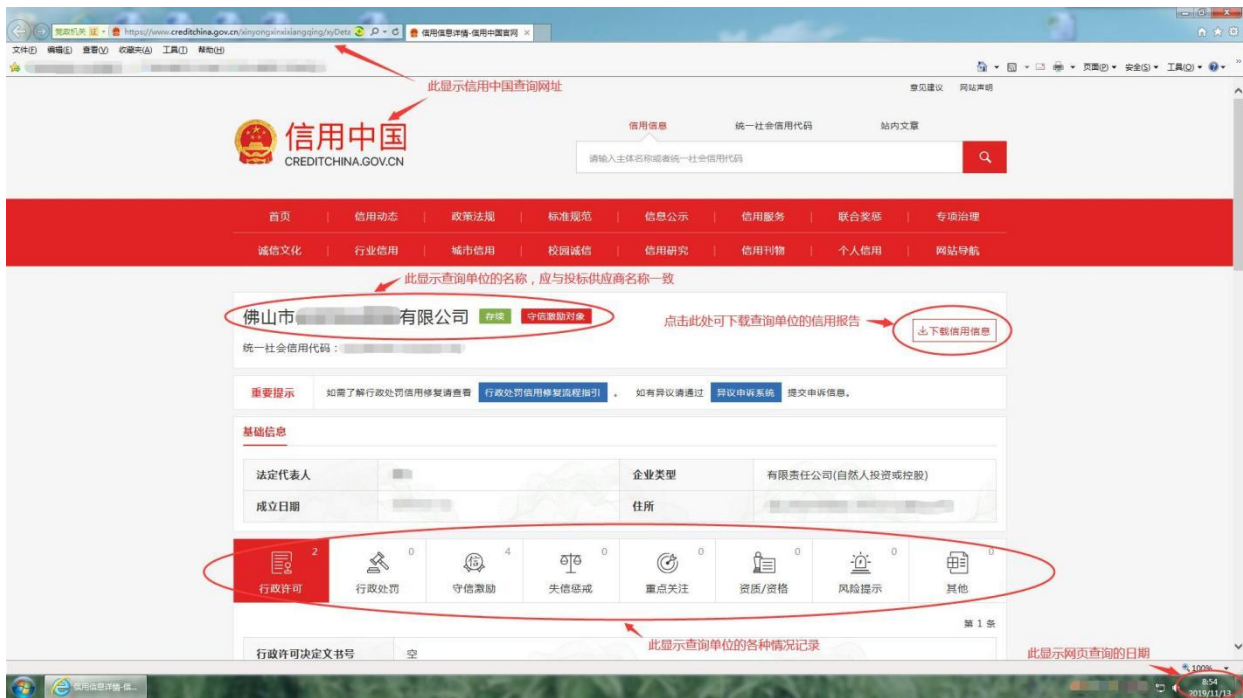 党政机关 证 https://www.creditchina.gov.cn/xinyongxinxixiangqing/xyDeta 信用信息详情-信用中国官网 ×
文件(F) 编辑(E) 查看(V) 收藏夹(A) 工具(T) 帮助(H)
页面(P) 安全(S) 工具(O)
此显示信用中国查询网址
意见建议 网站声明
信用中国
CREDITCHINA.GOV.CN
信用信息 统一社会信用代码 站内文章
请输入主体名称或者统一社会信用代码
首页 | 信用动态 | 政策法规 | 标准规范 | 信息公示 | 信用服务 | 联合奖惩 | 专项治理
诚信文化 | 行业信用 | 城市信用 | 校园诚信 | 信用研究 | 信用刊物 | 个人信用 | 网站导航
此显示查询单位的名称，应与投标供应商名称一致
佛山市 有限公司 存续 守信激励对象
点击此处可下载查询单位的信用报告
下载信用信息
统一社会信用代码：
重要提示 如需了解行政处罚信用修复请查看 行政处罚信用修复流程指引 。 如有异议请通过 异议申诉系统 提交申诉信息。
基础信息
法定代表人 企业类型 有限责任公司(自然人投资或控股)
成立日期 住所
2 0 4 0 0 0 0 0
行政许可 行政处罚 守信激励 失信惩戒 重点关注 资质/资格 风险提示 其他
第 1 条
此显示查询单位的各种情况记录
行政许可决定文书号 空
此显示网页查询的日期
100%
信用信息详情-信...
8:54
2019/11/13